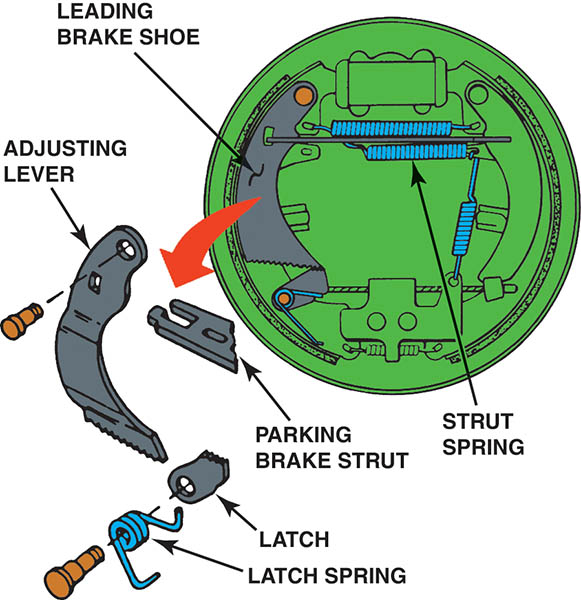 LEADING
BRAKE SHOE
ADJUSTING
LEVER
PARKING
BRAKE STRUT
STRUT
SPRING
LATCH
LATCH SPRING